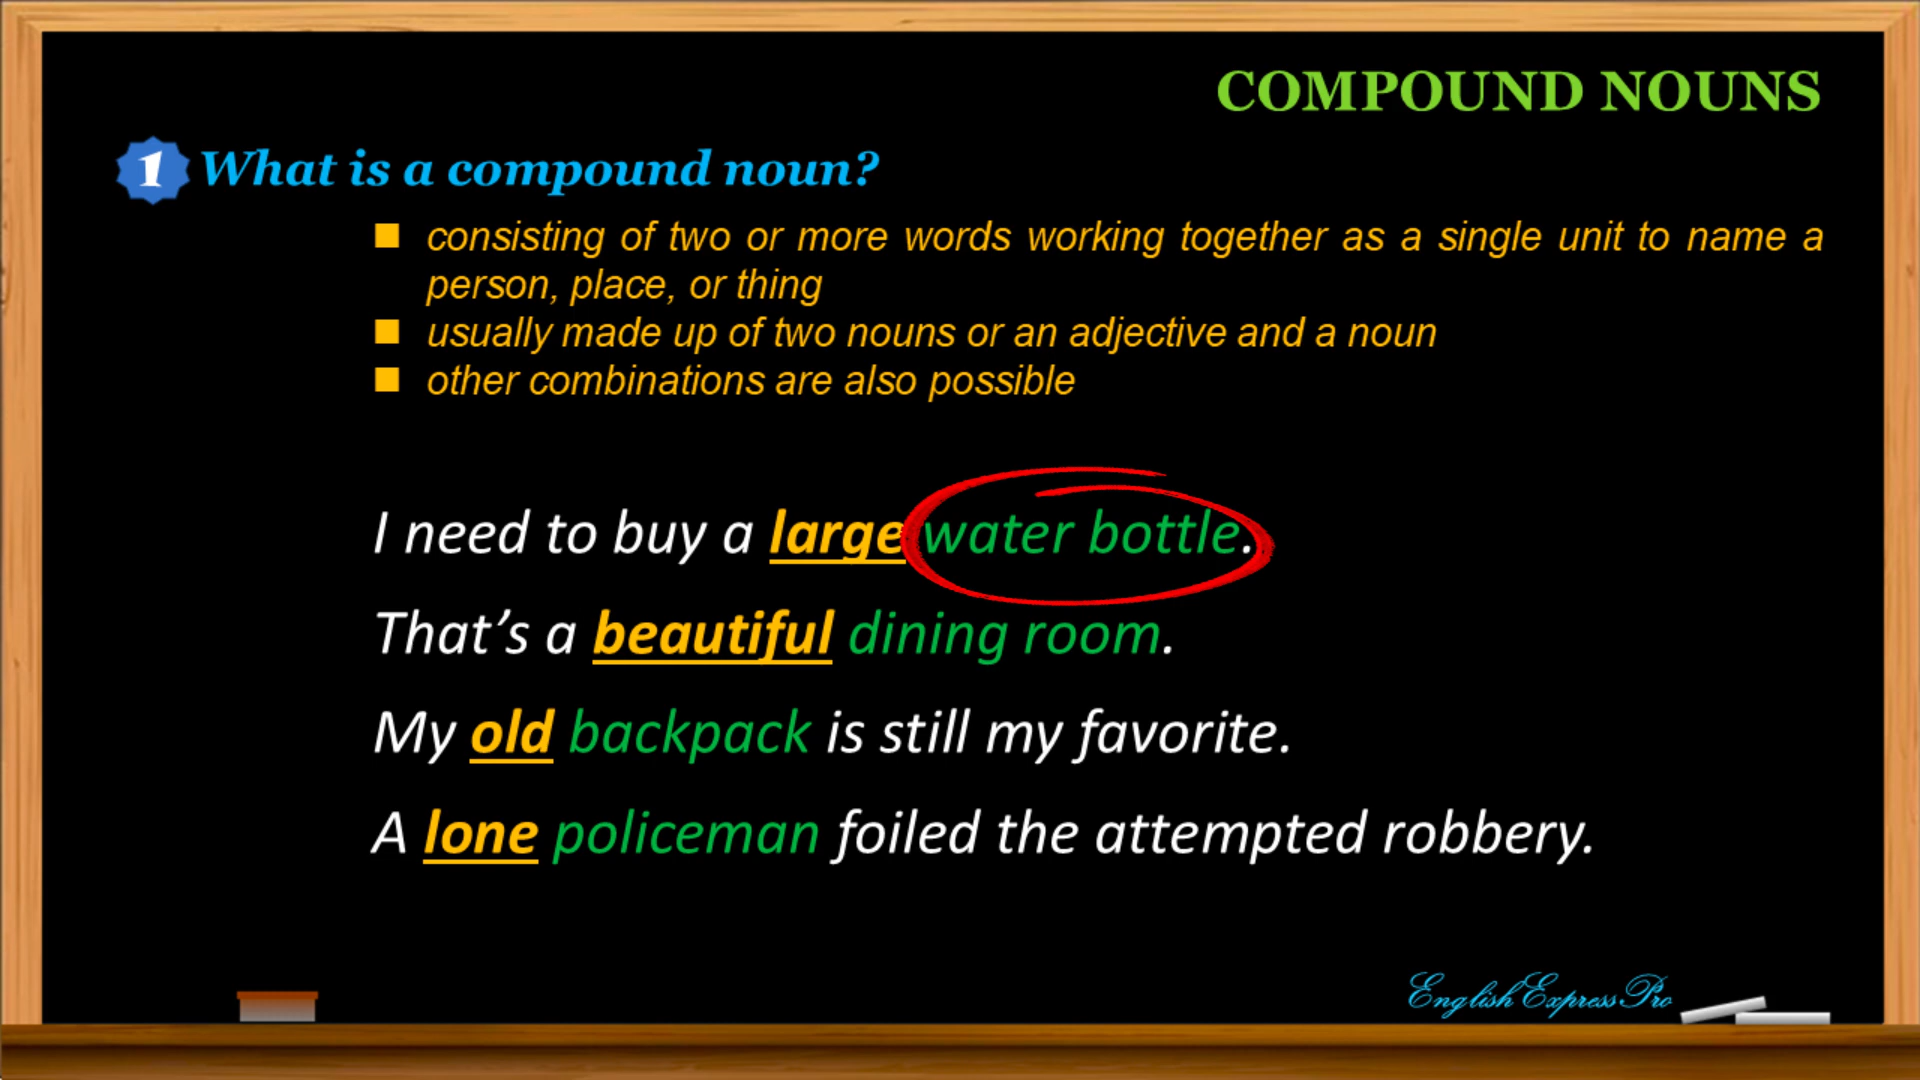 COMPOUND NOUNS
1 What is a compound noun?
consisting of two or more words working together as a single unit to name a
person, place, or thing
usually made up of two nouns or an adjective and a noun
other combinations are also possible
I need to buy a large water bottle.
That’s a beautiful dining room.
My old backpack is still my favorite.
A lone policeman foiled the attempted robbery.
EnglishExpressPro